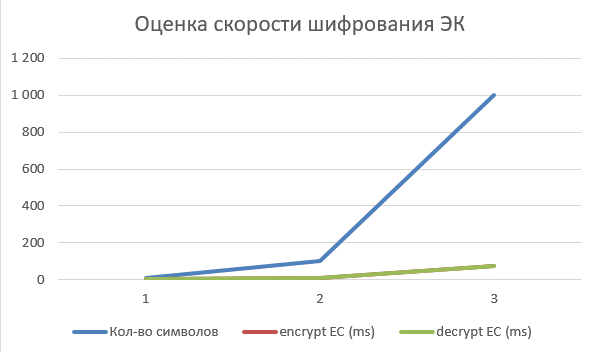 Оценка скорости шифрования ЭК
1 200
1 000
800
600
400
200
0
1 2 3
Кол-во символов encrypt EC (ms) decrypt EC (ms)